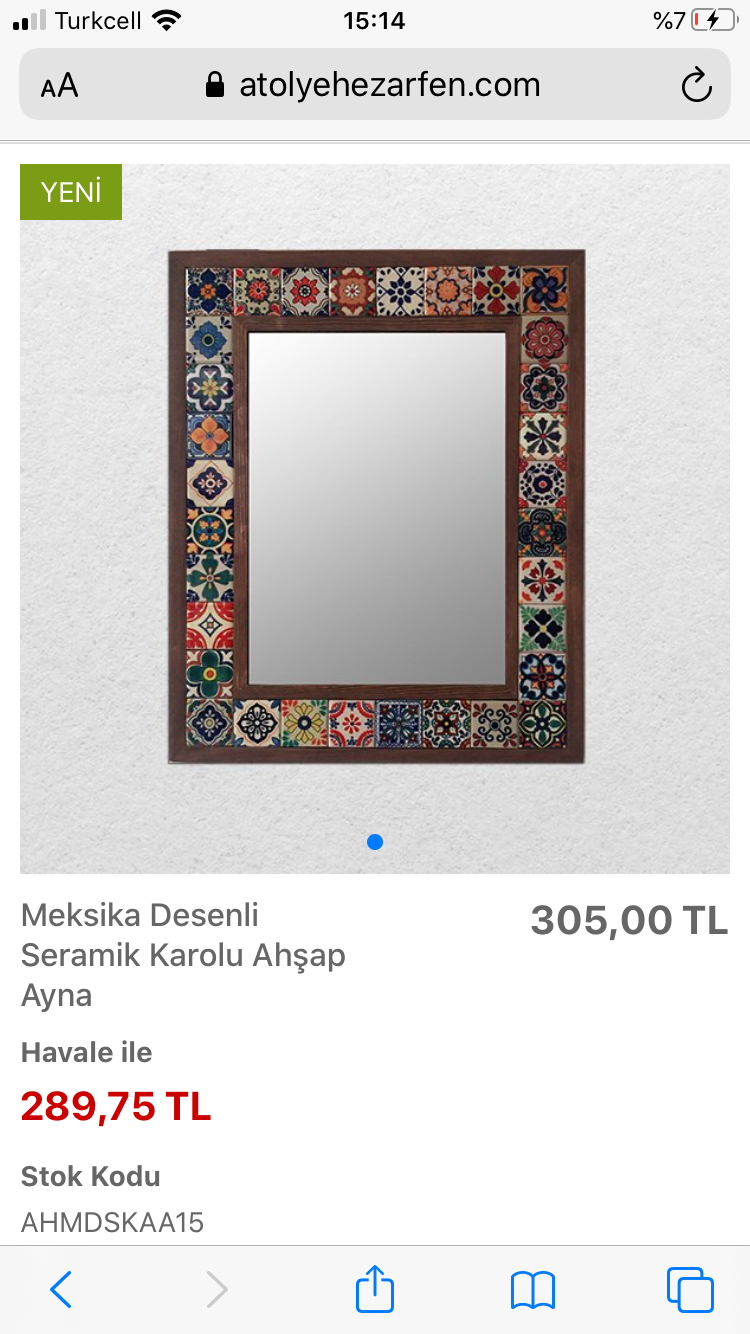 Turkcell 15:14 %7
AA atolyehezarfen.com
YENİ
Meksika Desenli
Seramik Karolu Ahşap
Ayna
305,00 TL
Havale ile
289,75 TL
Stok Kodu
AHMDSKAA15